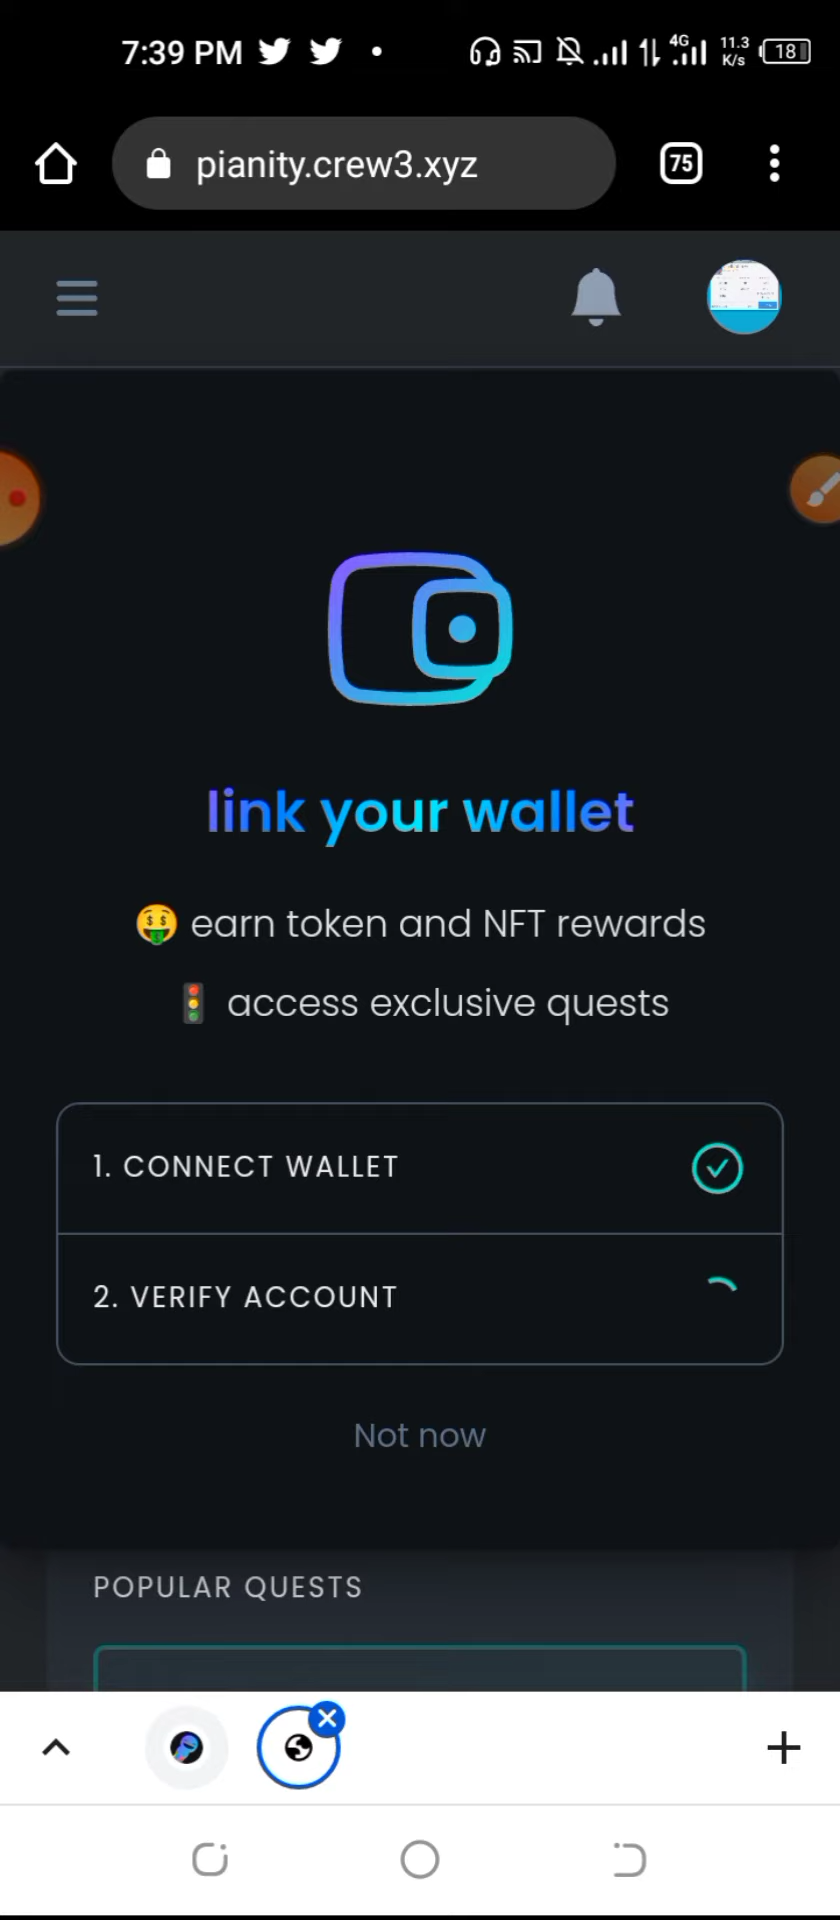 7:39 PM
4G
11.3
K/s
18
pianity.crew3.xyz
75
link your wallet
🤑 earn token and NFT rewards
🚦 access exclusive quests
1. CONNECT WALLET
2. VERIFY ACCOUNT
Not now
POPULAR QUESTS